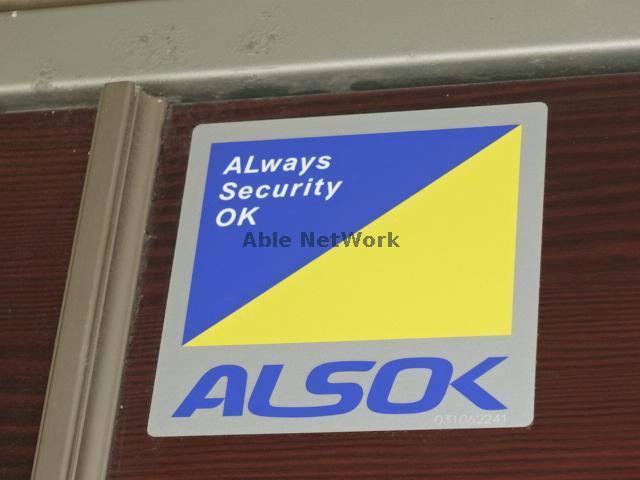 ALways
Security
OK
Able NetWork
ALSOK
031062241